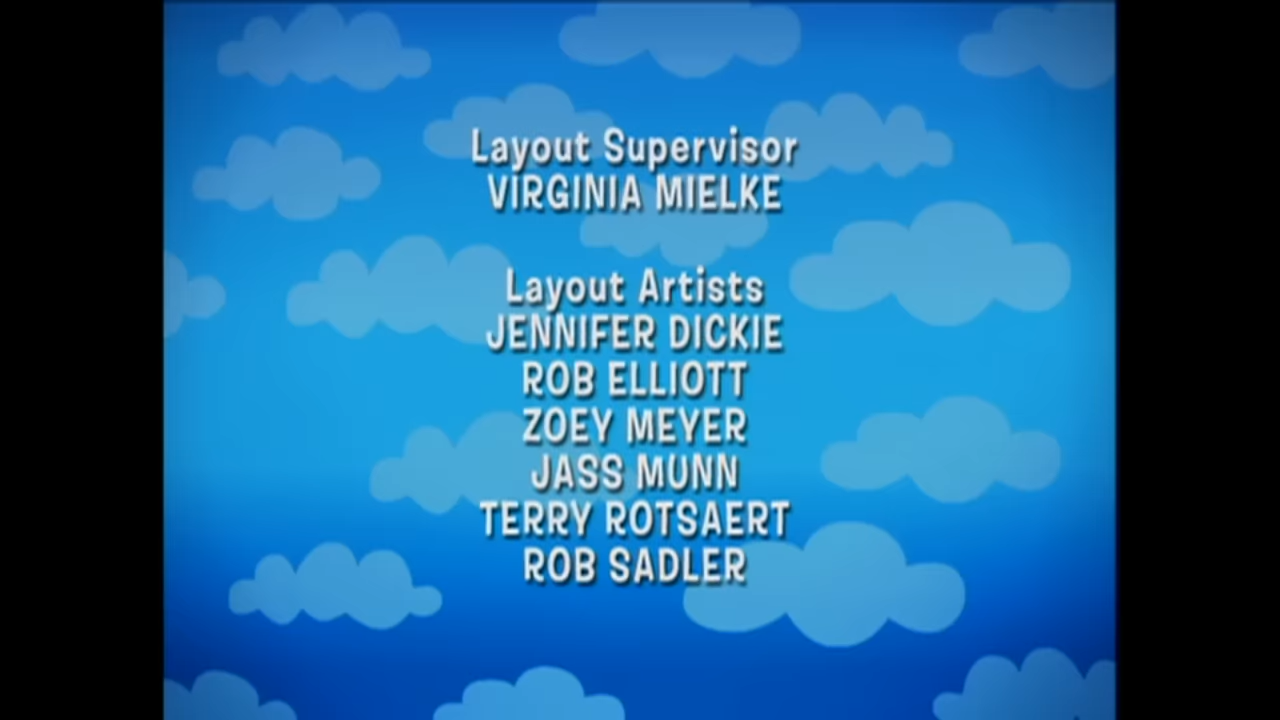 Layout Supervisor
VIRGINIA MIELKE
Layout Artists
JENNIFER DICKIE
ROB ELLIOTT
ZOEY MEYER
JASS MUNN
TERRY ROTSAERT
ROB SADLER